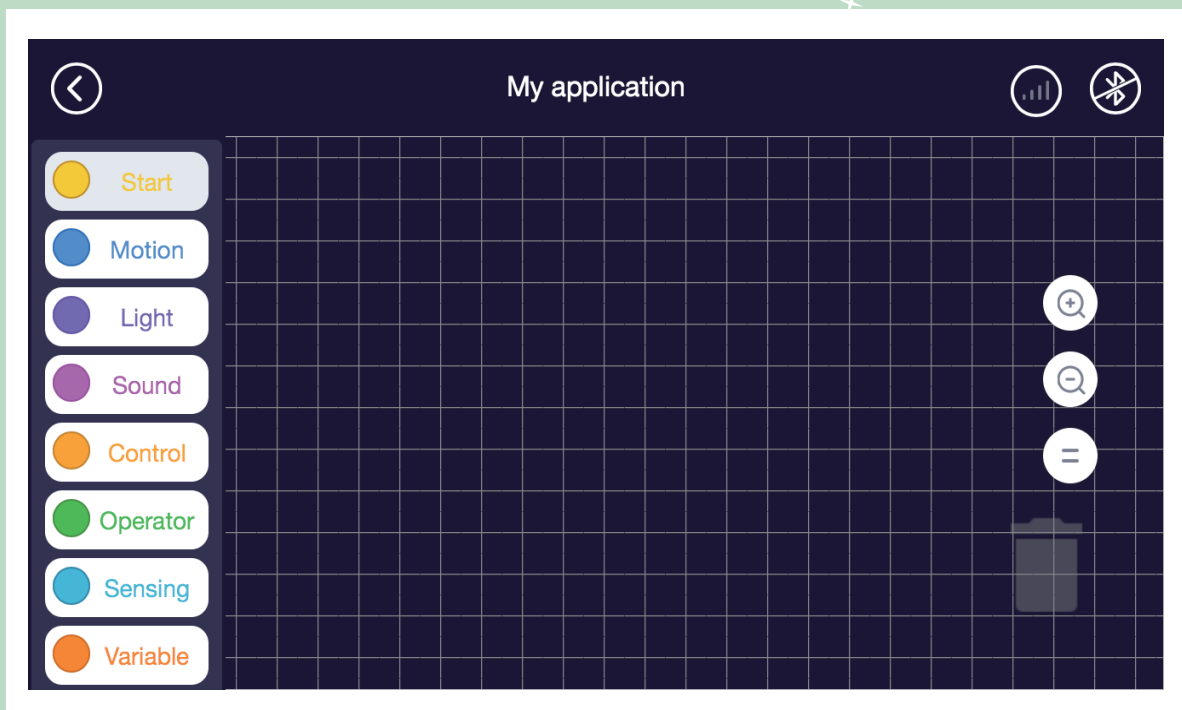 My application
Start
Motion
Light
Sound
Control
Operator
Sensing
Variable